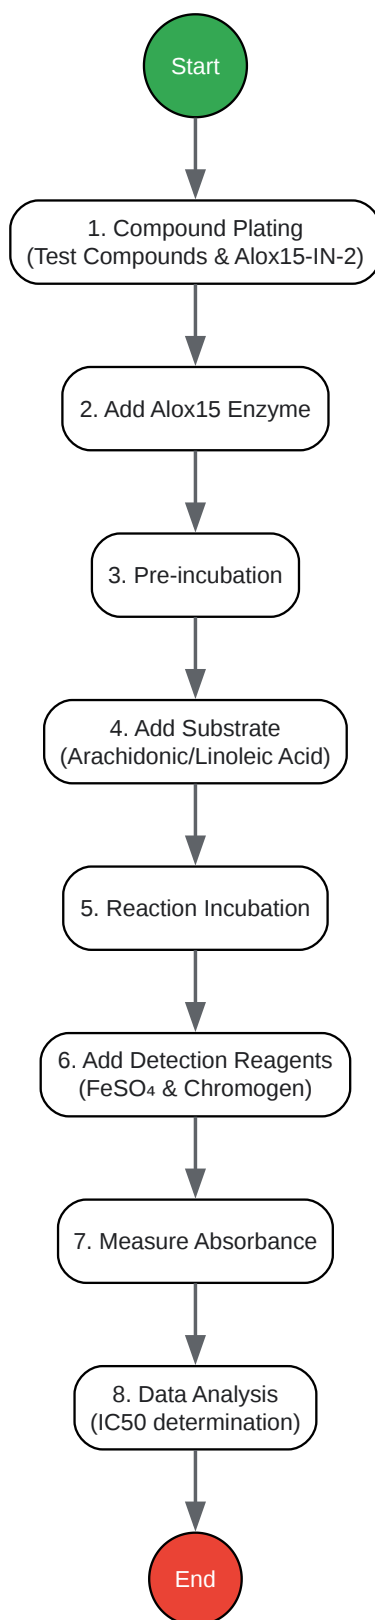 Start
1. Compound Plating
(Test Compounds & Alox15-IN-2)
2. Add Alox15 Enzyme
3. Pre-incubation
4. Add Substrate
(Arachidonic/Linoleic Acid)
5. Reaction Incubation
6. Add Detection Reagents
(FeSO₄ & Chromogen)
7. Measure Absorbance
8. Data Analysis
(IC50 determination)
End